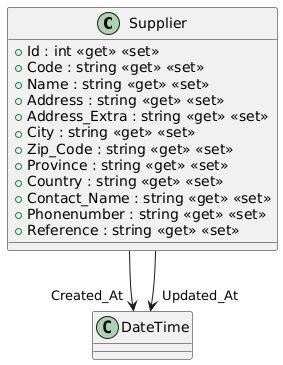 C Supplier
Id : int «get» «set»
Code : string «get» «set»
Name : string «get» «set»
Address : string «get» «set»
Address_Extra : string «get» «set»
City : string «get» «set»
Zip_Code : string «get» «set»
Province : string «get» «set»
Country : string «get» «set»
Contact_Name : string «get» «set»
Phonenumber : string «get» «set»
Reference : string «get» «set»
Created_At Updated_At
C DateTime